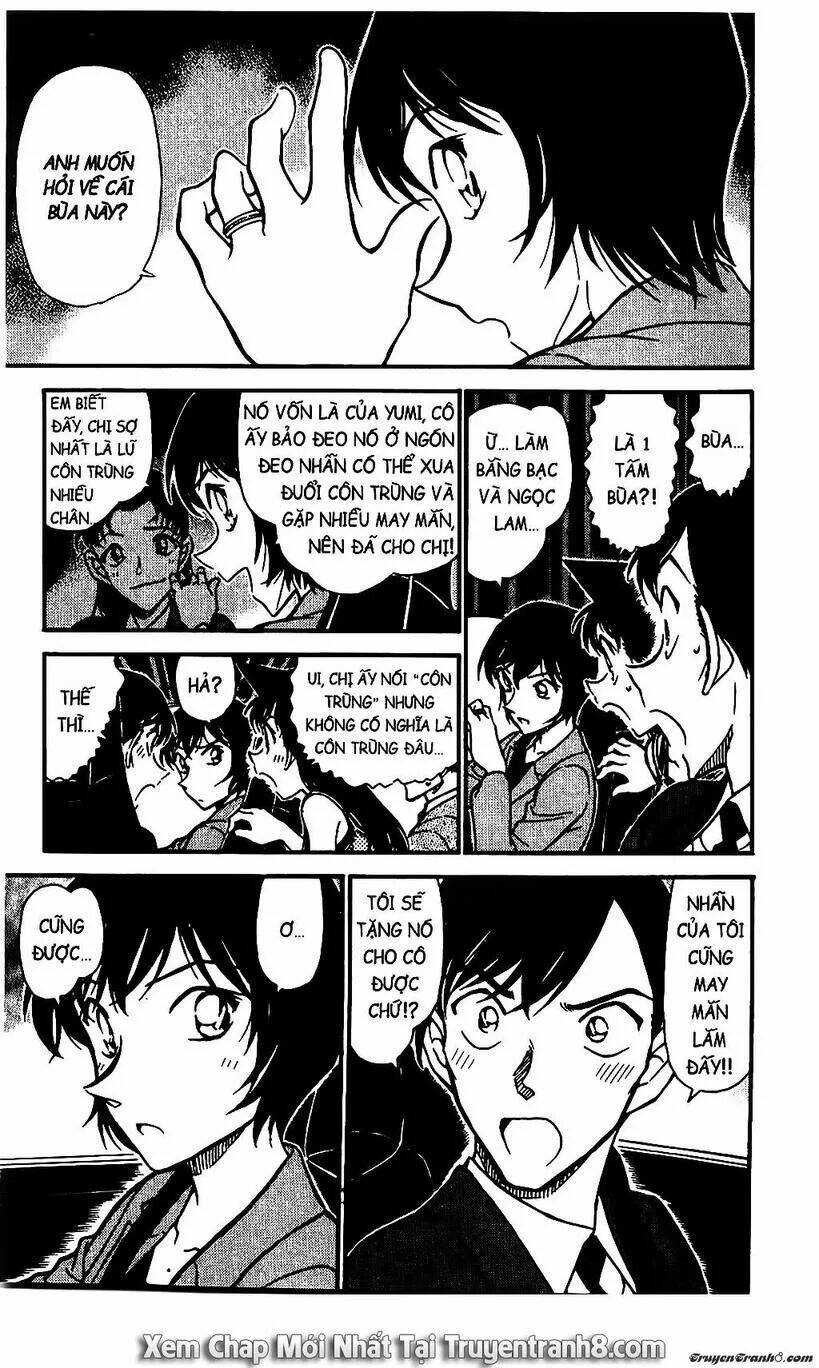 ANH MUỐN
HỎI VỀ CÁI
BÙA NÀY?
BÙA...
LÀ 1
TẤM
BÙA?!
Ừ... LÀM
BẰNG BẠC
VÀ NGỌC
LAM...
NÓ VỐN LÀ CỦA YUMI, CÔ
ẤY BẢO ĐEO NÓ Ở NGÓN
ĐEO NHẪN CÓ THỂ XUA
ĐUỔI CÔN TRÙNG VÀ
GẶP NHIỀU MAY MẮN,
NÊN ĐÃ CHO CHỊ!
EM BIẾT
ĐẤY, CHỊ SỢ
NHẤT LÀ LŨ
CÔN TRÙNG
NHIỀU
CHÂN...
UI, CHỊ ẤY NÓI "CÔN
TRÙNG" NHƯNG
KHÔNG CÓ NGHĨA LÀ
CÔN TRÙNG ĐÂU...
HẢ?
THẾ
THÌ...
NHẪN
CỦA TÔI
CŨNG
MAY
MẮN
LẮM
ĐẤY!!
TÔI SẼ
TẶNG NÓ
CHO CÔ
ĐƯỢC
CHỨ!?
Ơ...
CŨNG
ĐƯỢC...
Xem Chap Mới Nhất Tại Truyentranh8.com
TruyenTranh8.com